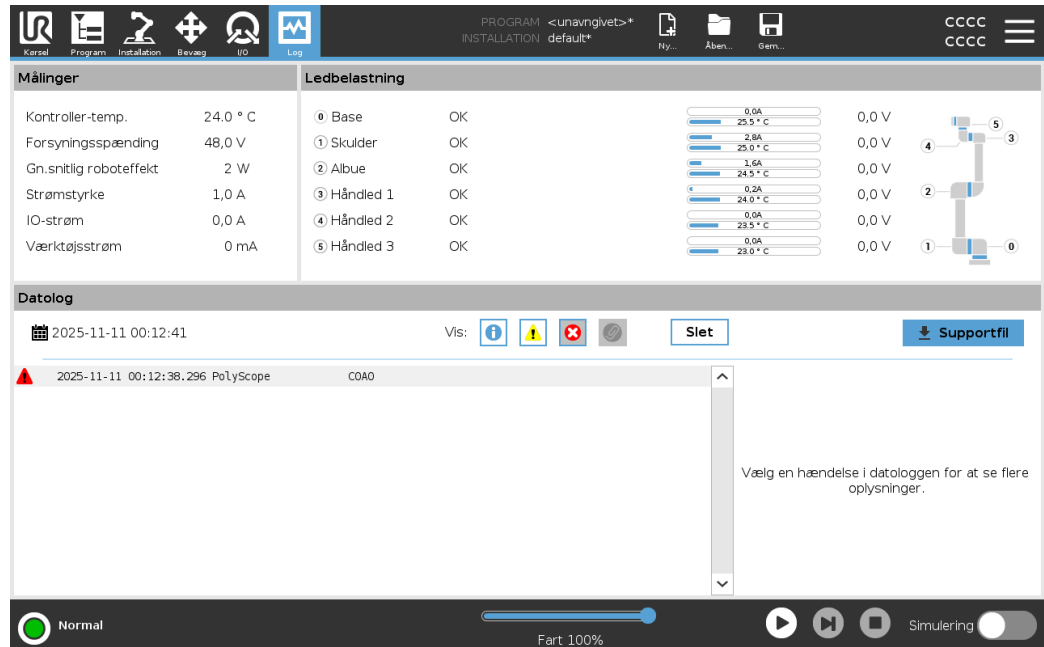 UR
PROGRAM <unavngivet>*
INSTALLATION default*
CCCC
CCCC
Kørsel Program Installation Bevæg I/O Log
Ny... Åben... Gem...
Målinger
Kontroller-temp. 24.0 ° C
Forsyningsspænding 48,0 V
Gn.snitlig roboteffekt 2 W
Strømstyrke 1,0 A
IO-strøm 0,0 A
Værktøjsstrøm 0 mA
Ledbelastning
0 Base OK 0,0A 25.5 ° C 0,0 V
1 Skulder OK 2,8A 25.0 ° C 0,0 V
2 Albue OK 1,6A 24.5 ° C 0,0 V
3 Håndled 1 OK 0,2A 24.0 ° C 0,0 V
4 Håndled 2 OK 0,0A 23.5 ° C 0,0 V
5 Håndled 3 OK 0,0A 23.0 ° C 0,0 V
5
4 3
2
1 0
Datolog
2025-11-11 00:12:41 Vis: Slet Supportfil
2025-11-11 00:12:38.296 PolyScope C0A0
Vælg en hændelse i datologgen for at se flere
oplysninger.
Normal
Fart 100%
Simulering